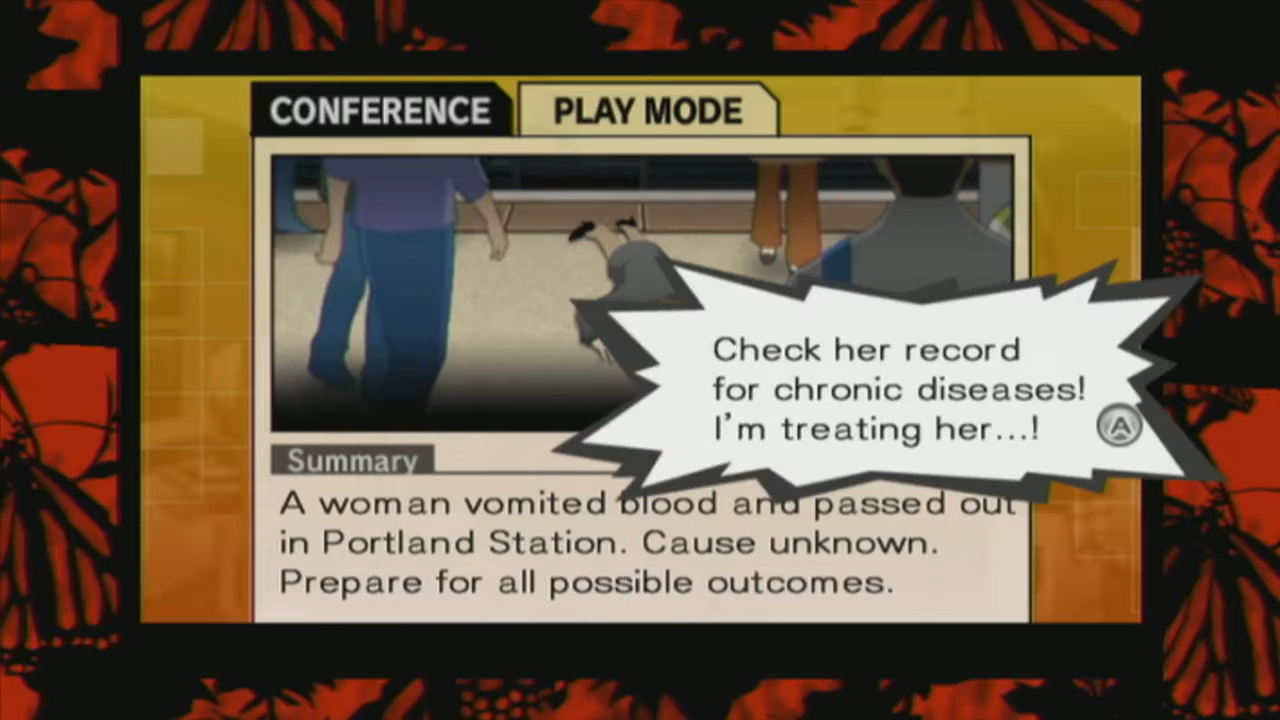 CONFERENCE
PLAY MODE
Check her record
for chronic diseases!
I'm treating her...!
A
Summary
A woman vomited blood and passed out
in Portland Station. Cause unknown.
Prepare for all possible outcomes.